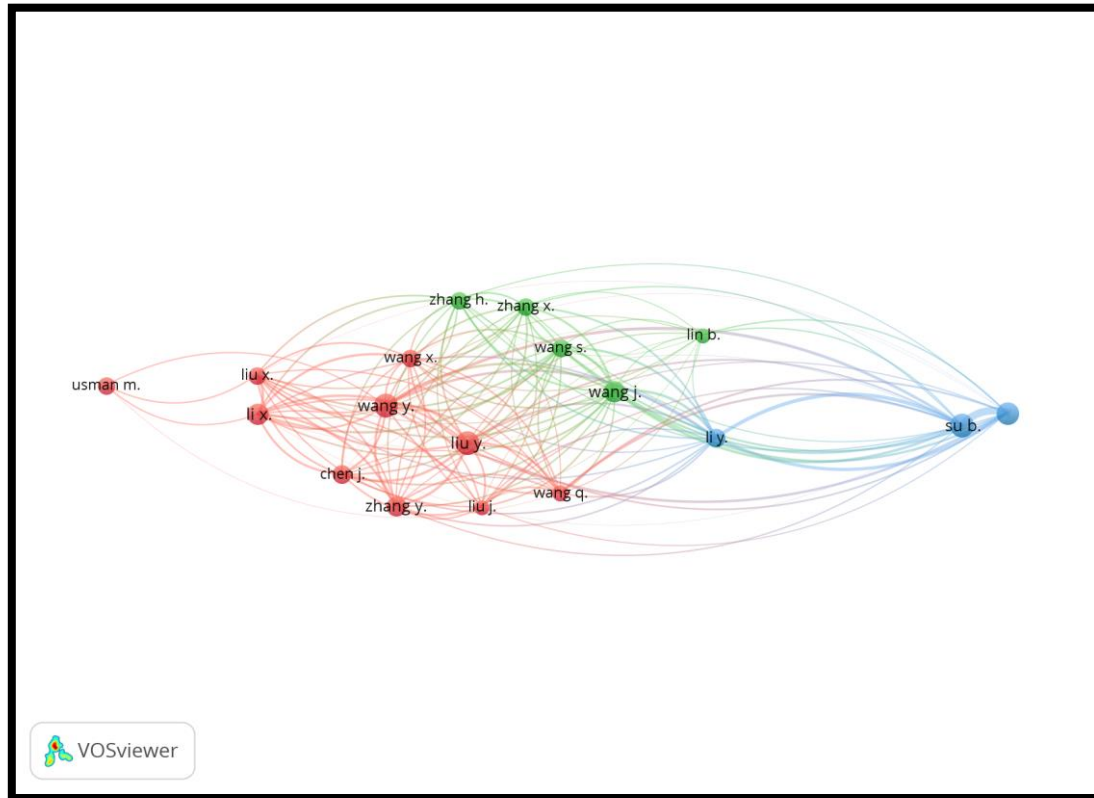 zhang h.
zhang x.
lin b.
wang s.
wang x.
liu x.
usman m.
wang j.
wang y.
li x.
su b.
li y.
liu y.
chen j.
wang q.
zhang y.
liu j.
VOSviewer